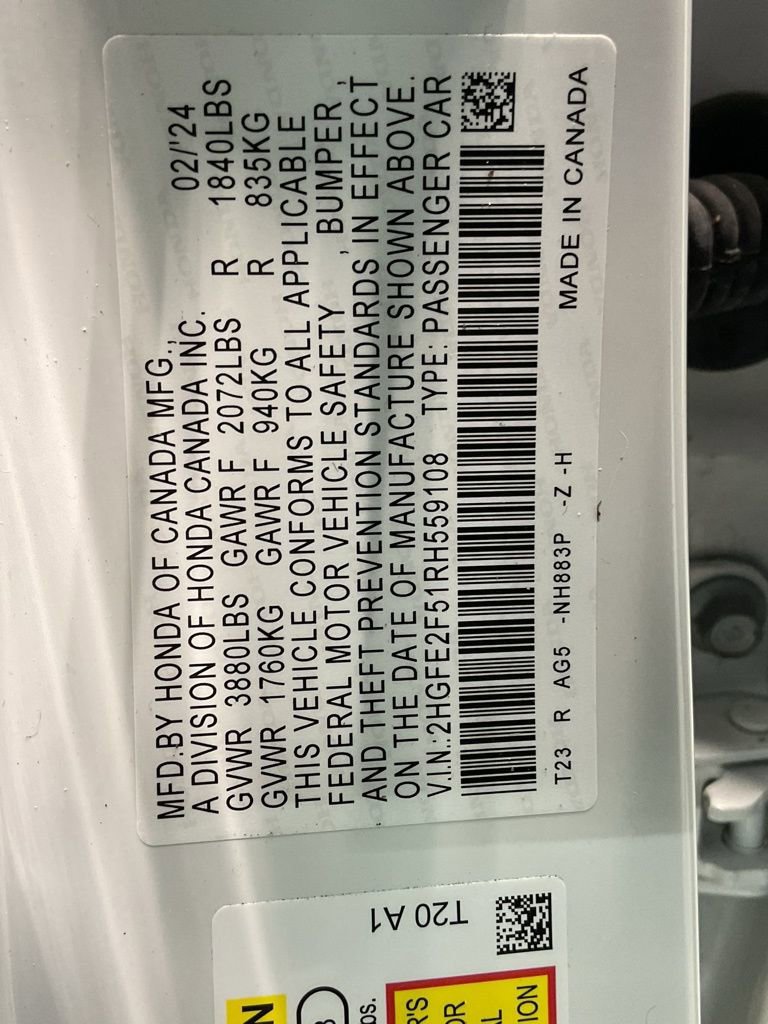 MFD.BY HONDA OF CANADA MFG.,
A DIVISION OF HONDA CANADA INC. 02/'24
GVWR 3880LBS GAWR F 2072LBS R 1840LBS
GVWR 1760KG GAWR F 940KG R 835KG
THIS VEHICLE CONFORMS TO ALL APPLICABLE
FEDERAL MOTOR VEHICLE SAFETY , BUMPER ,
AND THEFT PREVENTION STANDARDS IN EFFECT
ON THE DATE OF MANUFACTURE SHOWN ABOVE.
V.I.N.:2HGFE2F51RH559108 TYPE: PASSENGER CAR
T23 R AG5 -NH883P -Z -H MADE IN CANADA
T20 A1